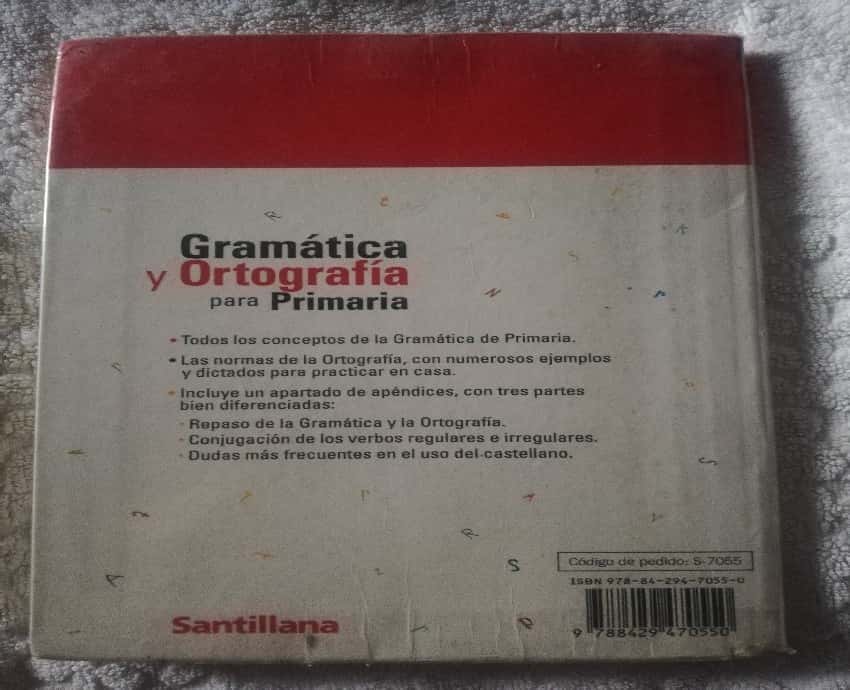 Gramática
y Ortografía
para Primaria
• Todos los conceptos de la Gramática de Primaria.
• Las normas de la Ortografía, con numerosos ejemplos
y dictados para practicar en casa.
• Incluye un apartado de apéndices, con tres partes
bien diferenciadas:
· Repaso de la Gramática y la Ortografía.
· Conjugación de los verbos regulares e irregulares.
· Dudas más frecuentes en el uso del castellano.
Código de pedido: S-7055
ISBN 978-84-294-7055-0
Santillana
9 788429 470550